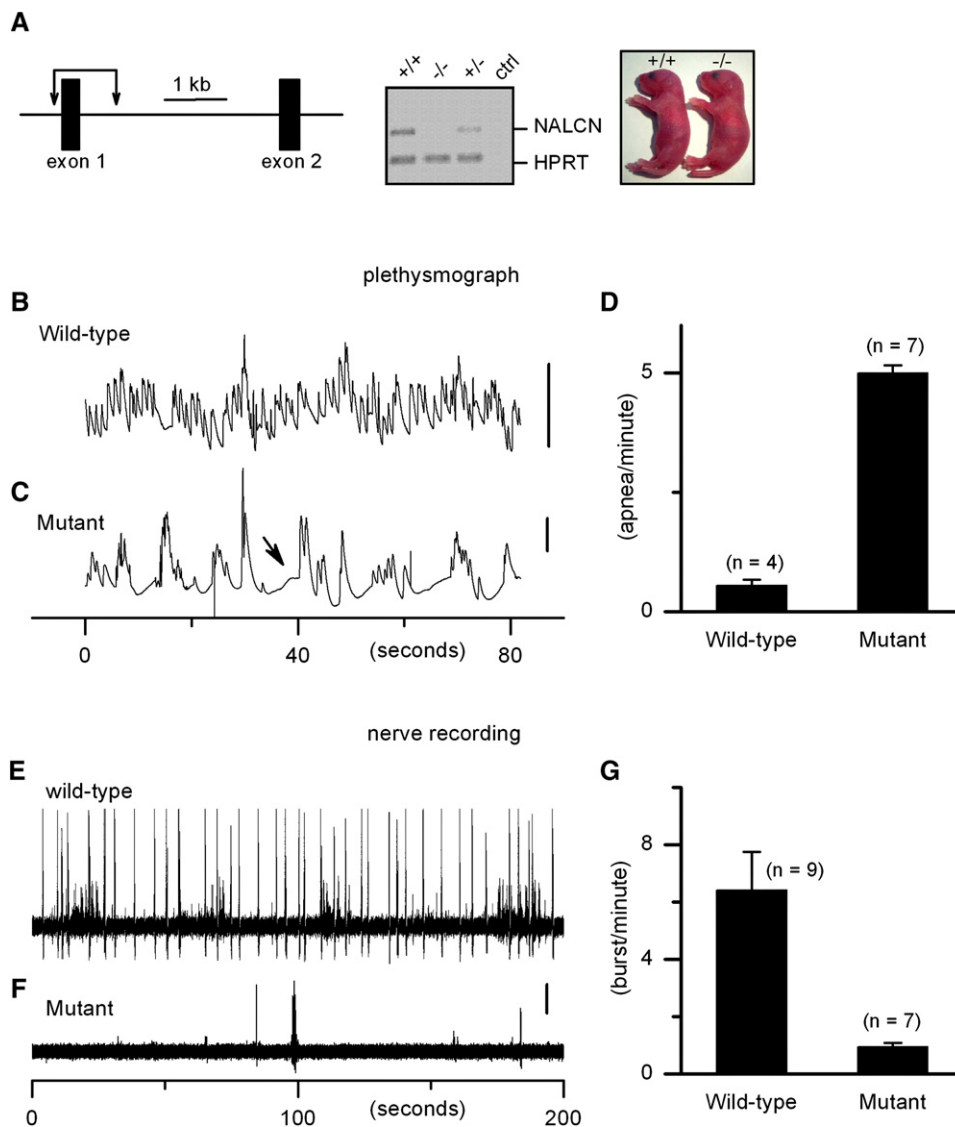 A
1 kb
exon 1
exon 2
+/+ -/- +/- ctrl
NALCN
HPRT
+/+ -/-
plethysmograph
B
Wild-type
C
Mutant
0 40 80
(seconds)
D
(apnea/minute)
5
0
(n = 4)
(n = 7)
Wild-type Mutant
nerve recording
E
wild-type
F
Mutant
0 100 200
(seconds)
G
(burst/minute)
8
4
0
(n = 9)
(n = 7)
Wild-type Mutant